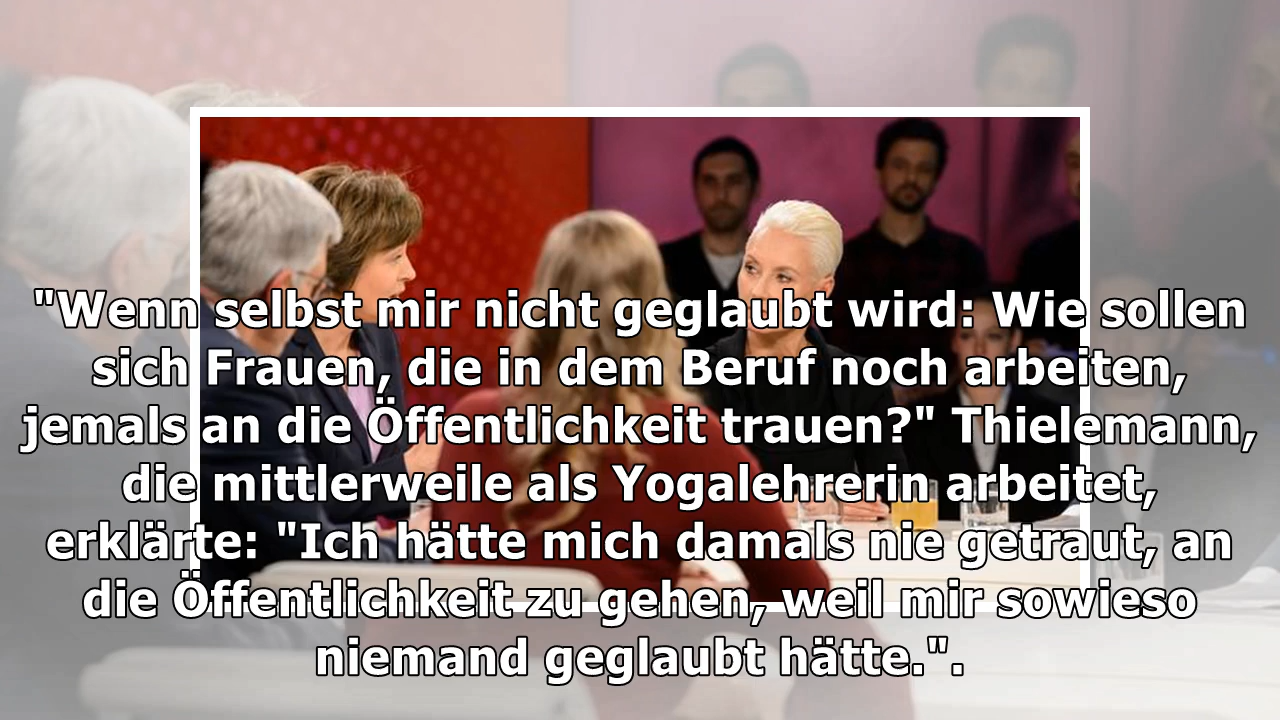 "Wenn selbst mir nicht geglaubt wird: Wie sollen
sich Frauen, die in dem Beruf noch arbeiten,
jemals an die Öffentlichkeit trauen?" Thielemann,
die mittlerweile als Yogalehrerin arbeitet,
erklärte: "Ich hätte mich damals nie getraut, an
die Öffentlichkeit zu gehen, weil mir sowieso
niemand geglaubt hätte.".